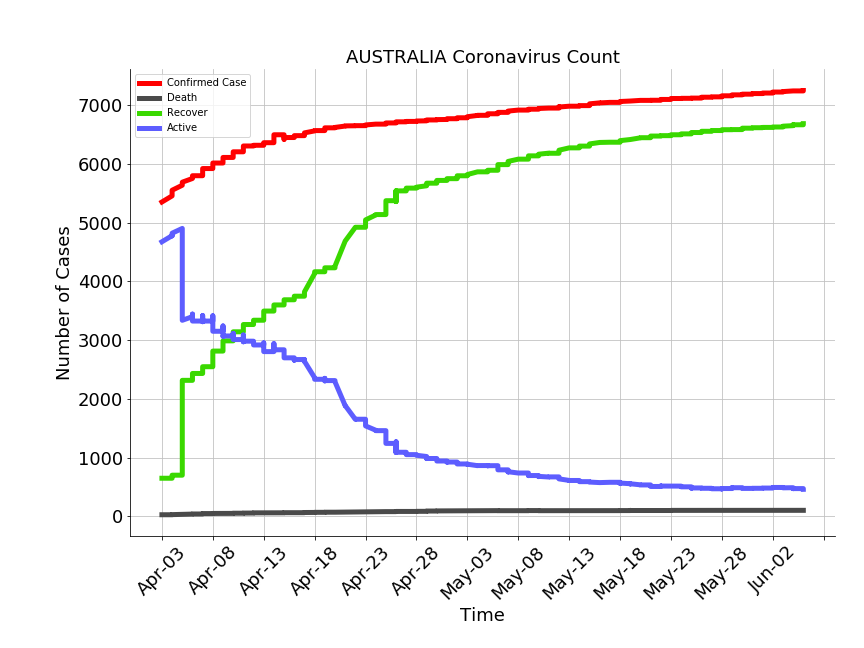 AUSTRALIA Coronavirus Count
Confirmed Case
Death
Recover
Active
Number of Cases
7000
6000
5000
4000
3000
2000
1000
0
Apr-03
Apr-08
Apr-13
Apr-18
Apr-23
Apr-28
May-03
May-08
May-13
May-18
May-23
May-28
Jun-02
Time